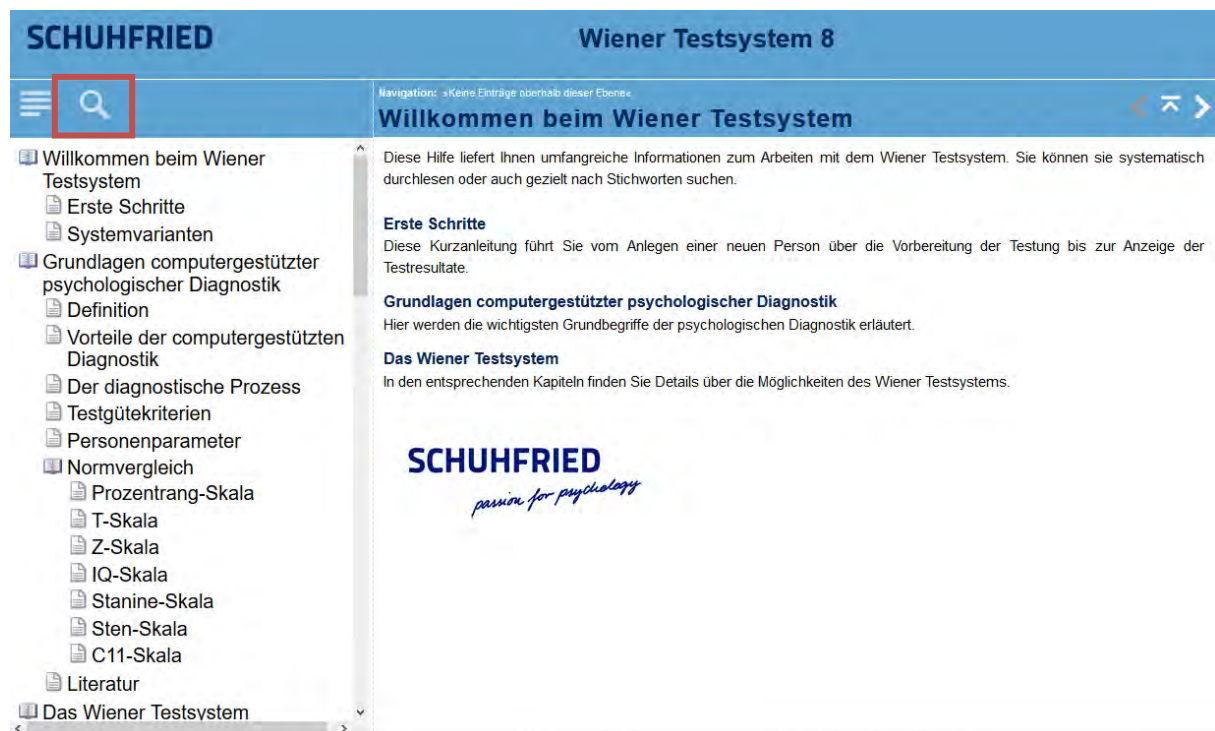 SCHUHFRIED
Wiener Testsystem 8
Navigation: »Keine Einträge oberhalb dieser Ebene«
Willkommen beim Wiener Testsystem
Willkommen beim Wiener
Testsystem
Erste Schritte
Systemvarianten
Grundlagen computergestützter
psychologischer Diagnostik
Definition
Vorteile der computergestützten
Diagnostik
Der diagnostische Prozess
Testgütekriterien
Personenparameter
Normvergleich
Prozentrang-Skala
T-Skala
Z-Skala
IQ-Skala
Stanine-Skala
Sten-Skala
C11-Skala
Literatur
Das Wiener Testsystem
Diese Hilfe liefert Ihnen umfangreiche Informationen zum Arbeiten mit dem Wiener Testsystem. Sie können sie systematisch
durchlesen oder auch gezielt nach Stichworten suchen.
Erste Schritte
Diese Kurzanleitung führt Sie vom Anlegen einer neuen Person über die Vorbereitung der Testung bis zur Anzeige der
Testresultate.
Grundlagen computergestützter psychologischer Diagnostik
Hier werden die wichtigsten Grundbegriffe der psychologischen Diagnostik erläutert.
Das Wiener Testsystem
In den entsprechenden Kapiteln finden Sie Details über die Möglichkeiten des Wiener Testsystems.
SCHUHFRIED
passion for psychology